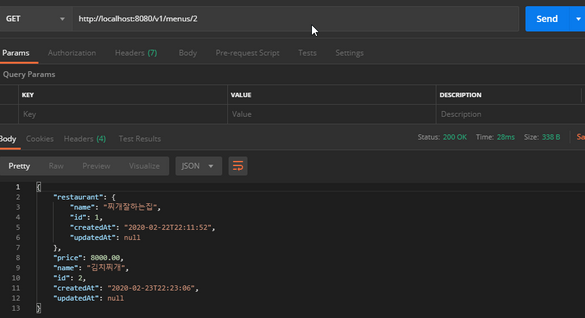 GET http://localhost:8080/v1/menus/2 Send
Params Authorization Headers (7) Body Pre-request Script Tests Settings
Query Params
KEY VALUE DESCRIPTION
Key Value Description
Body Cookies Headers (4) Test Results Status: 200 OK Time: 28ms Size: 338 B Sa
Pretty Raw Preview Visualize JSON
1 {
2 "restaurant": {
3 "name": "찌개잘하는집",
4 "id": 1,
5 "createdAt": "2020-02-22T22:11:52",
6 "updatedAt": null
7 },
8 "price": 8000.00,
9 "name": "김치찌개",
10 "id": 2,
11 "createdAt": "2020-02-23T22:23:06",
12 "updatedAt": null
13 }